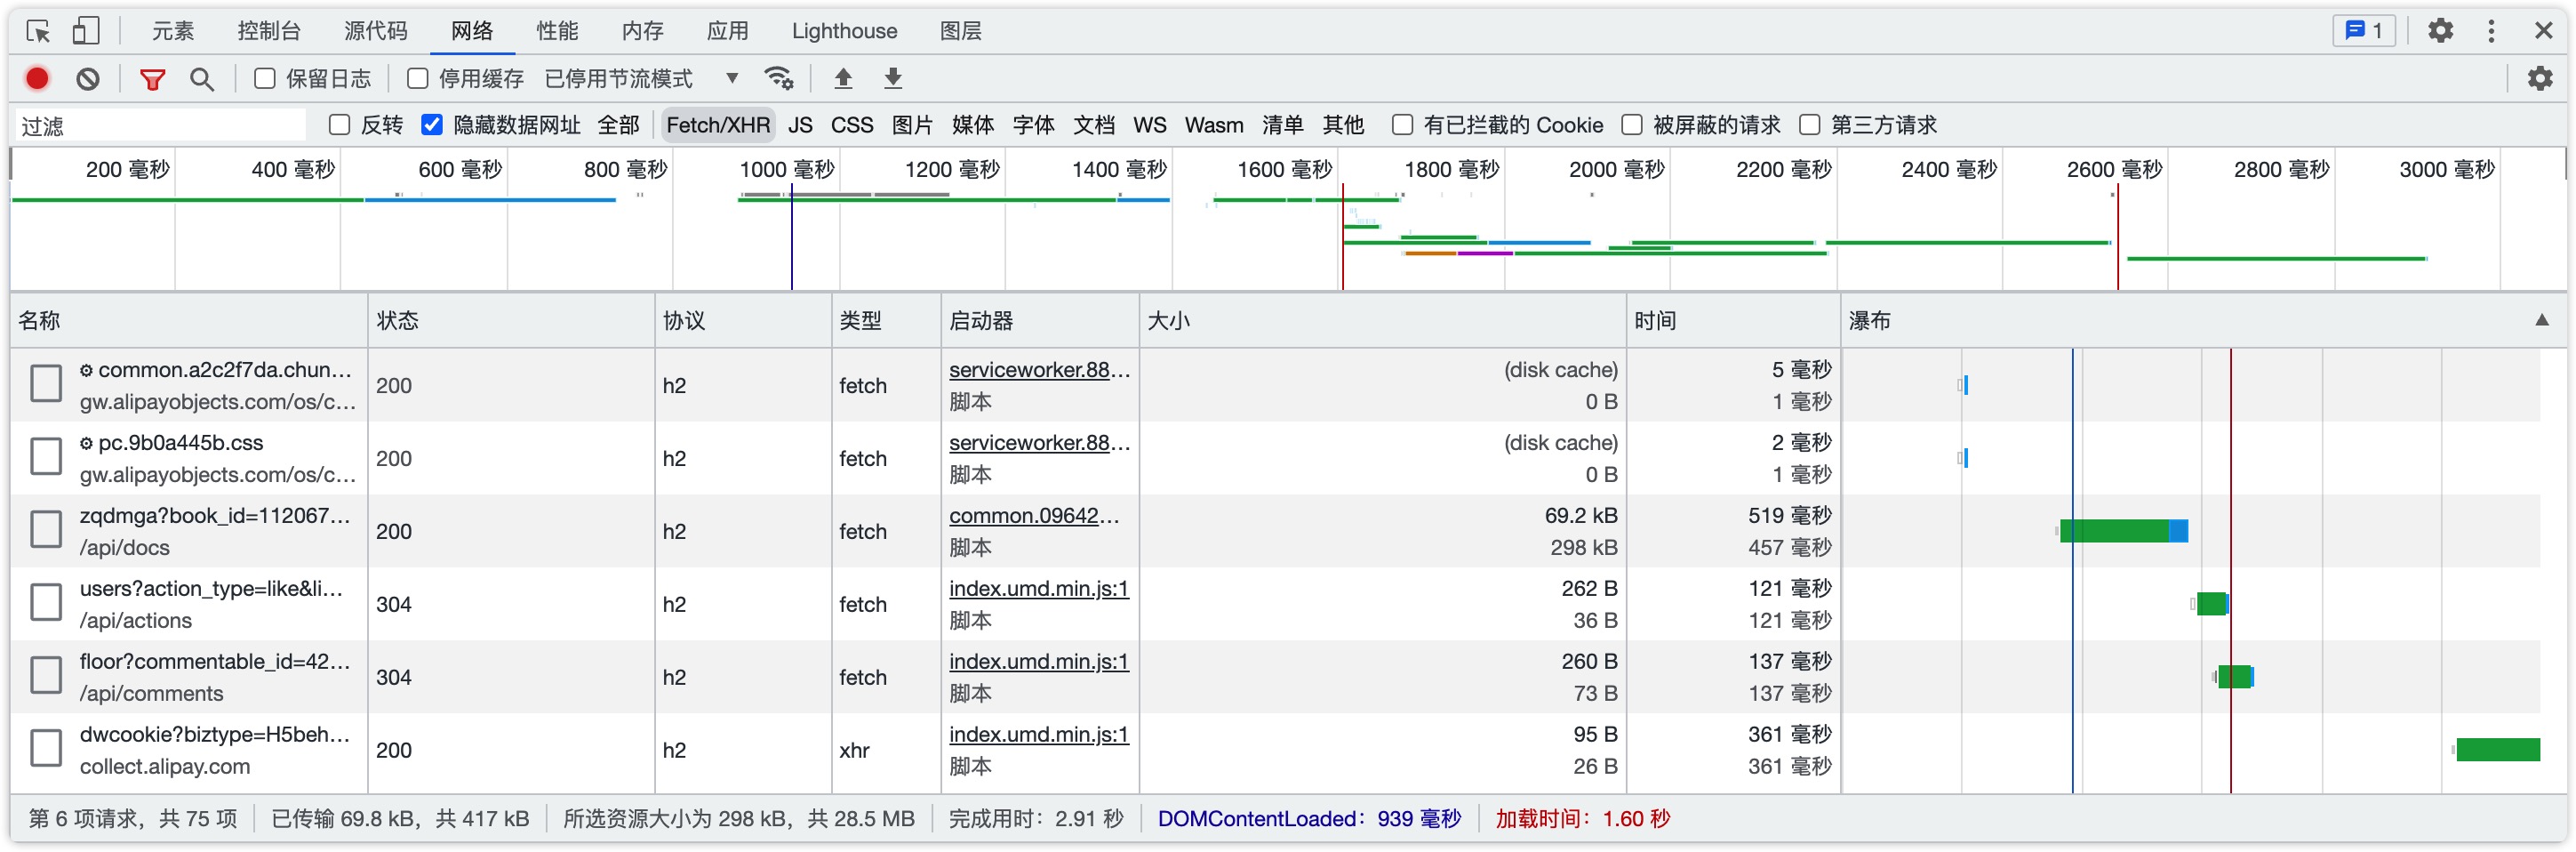 元素 控制台 源代码 网络 性能 内存 应用 Lighthouse 图层 1
保留日志 停用缓存 已停用节流模式
过滤 反转 隐藏数据网址 全部 Fetch/XHR JS CSS 图片 媒体 字体 文档 WS Wasm 清单 其他 有已拦截的 Cookie 被屏蔽的请求 第三方请求
200 毫秒 400 毫秒 600 毫秒 800 毫秒 1000 毫秒 1200 毫秒 1400 毫秒 1600 毫秒 1800 毫秒 2000 毫秒 2200 毫秒 2400 毫秒 2600 毫秒 2800 毫秒 3000 毫秒
名称 状态 协议 类型 启动器 大小 时间 瀑布
common.a2c2f7da.chun… 200 h2 fetch serviceworker.88… (disk cache) 5 毫秒
gw.alipayobjects.com/os/c… 脚本 0 B 1 毫秒
pc.9b0a445b.css 200 h2 fetch serviceworker.88… (disk cache) 2 毫秒
gw.alipayobjects.com/os/c… 脚本 0 B 1 毫秒
zqdmga?book_id=112067… 200 h2 fetch common.09642… 69.2 kB 519 毫秒
/api/docs 脚本 298 kB 457 毫秒
users?action_type=like&li… 304 h2 fetch index.umd.min.js:1 262 B 121 毫秒
/api/actions 脚本 36 B 121 毫秒
floor?commentable_id=42… 304 h2 fetch index.umd.min.js:1 260 B 137 毫秒
/api/comments 脚本 73 B 137 毫秒
dwcookie?biztype=H5beh… 200 h2 xhr index.umd.min.js:1 95 B 361 毫秒
collect.alipay.com 脚本 26 B 361 毫秒
第 6 项请求，共 75 项 已传输 69.8 kB，共 417 kB 所选资源大小为 298 kB，共 28.5 MB 完成用时：2.91 秒 DOMContentLoaded：939 毫秒 加载时间：1.60 秒